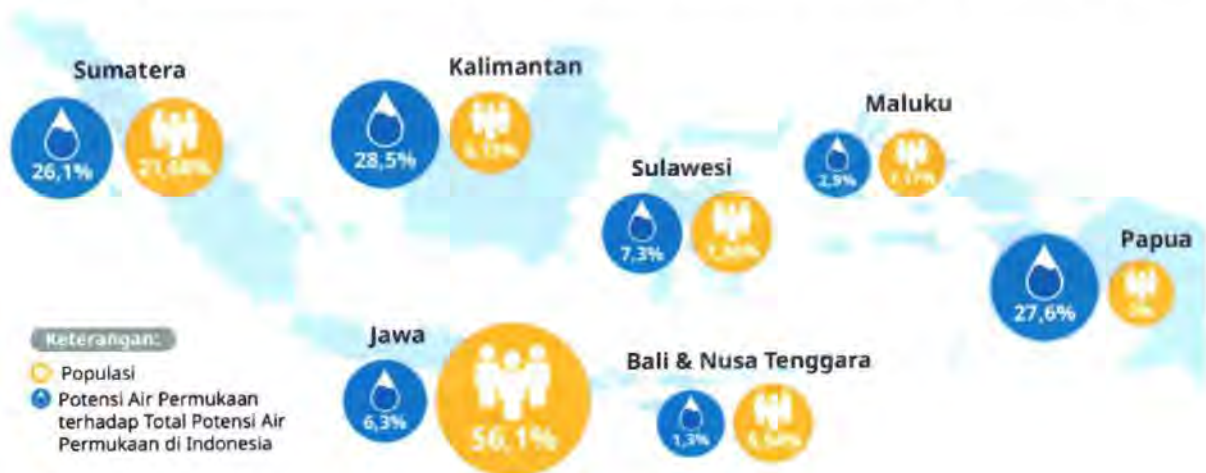 Sumatera
26,1%
Kalimantan
28,5%
Maluku
2,9%
Sulawesi
7,3%
Papua
27,6%
Jawa
6,3%
56,1%
Bali & Nusa Tenggara
1,3%
Keterangan:
Populasi
Potensi Air Permukaan
terhadap Total Potensi Air
Permukaan di Indonesia